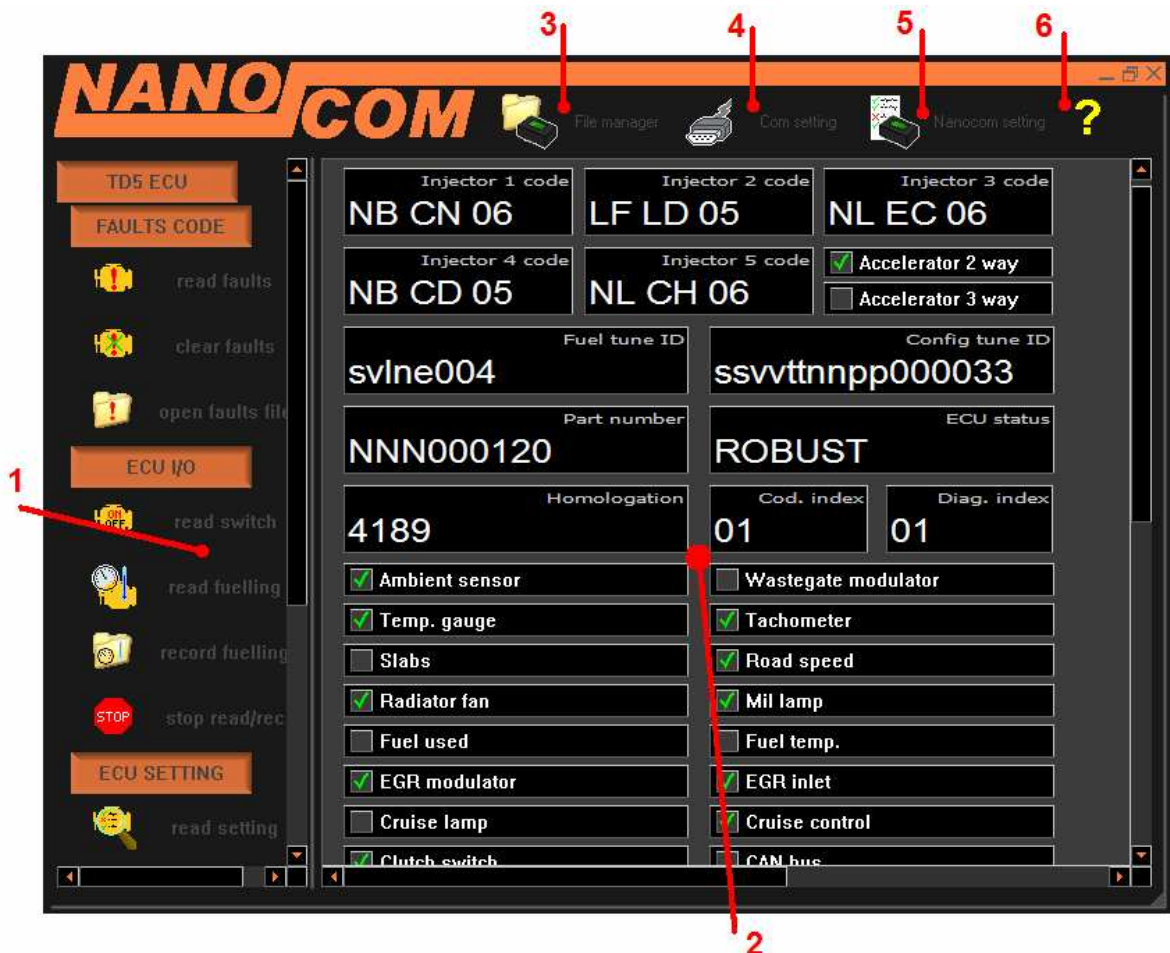 3 4 5 6
NANOCOM
File manager
Com setting
Nanocom setting
?
TD5 ECU
FAULTS CODE
read faults
clear faults
open faults file
ECU I/O
1
ON
OFF
read switch
read fuelling
record fuelling
STOP
stop read/rec
ECU SETTING
read setting
Injector 1 code
NB CN 06
Injector 2 code
LF LD 05
Injector 3 code
NL EC 06
Injector 4 code
NB CD 05
Injector 5 code
NL CH 06
Accelerator 2 way
Accelerator 3 way
Fuel tune ID
svlne004
Config tune ID
ssvvttnnpp000033
Part number
NNN000120
ECU status
ROBUST
Homologation
4189
Cod. index
01
Diag. index
01
Ambient sensor
Wastegate modulator
Temp. gauge
Tachometer
Slabs
Road speed
Radiator fan
Mil lamp
Fuel used
Fuel temp.
EGR modulator
EGR inlet
Cruise lamp
Cruise control
Clutch switch
CAN bus
2